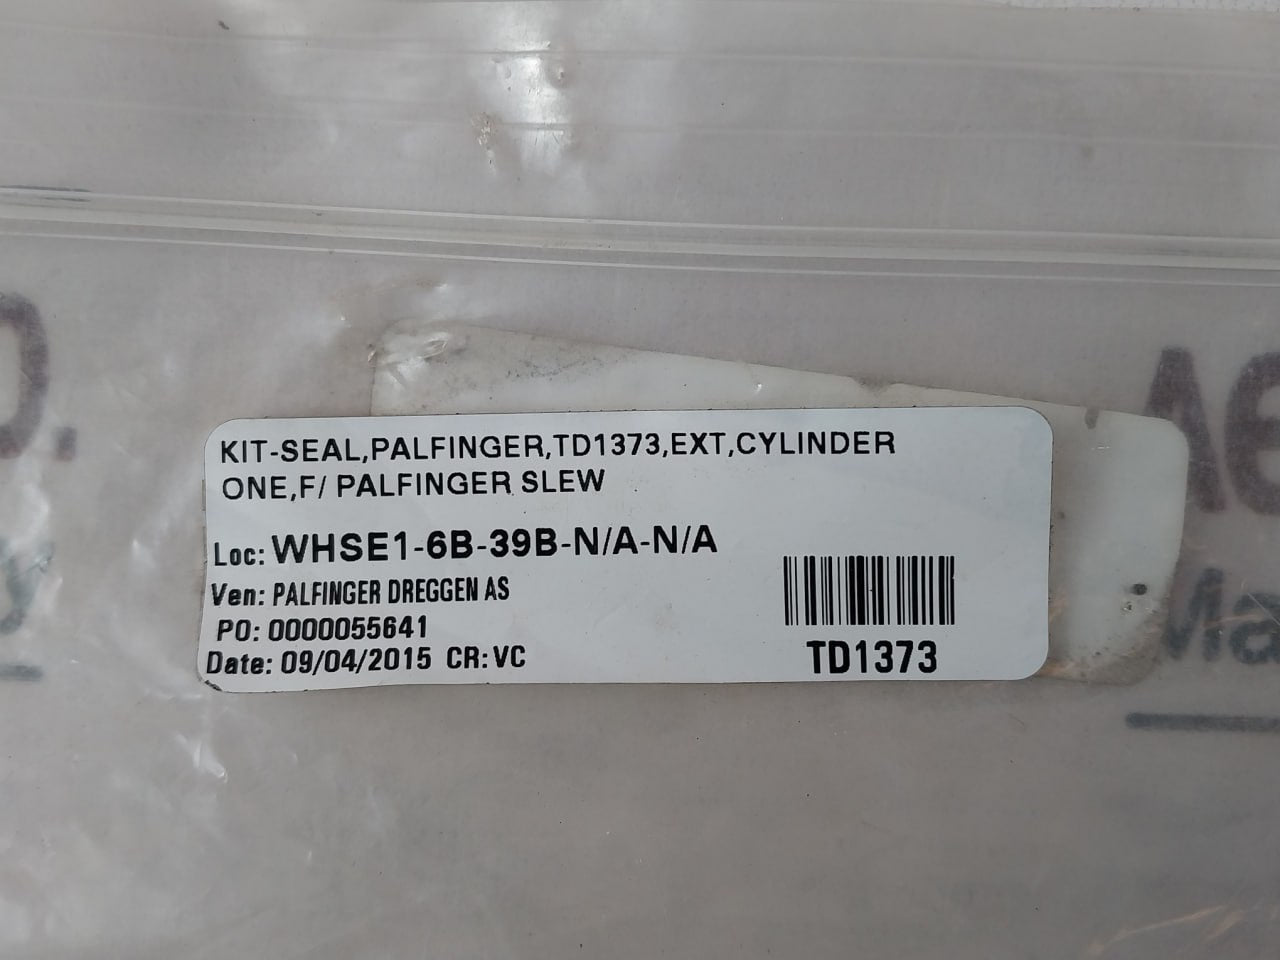 KIT-SEAL,PALFINGER,TD1373,EXT,CYLINDER
ONE,F/ PALFINGER SLEW
Loc: WHSE1-6B-39B-N/A-N/A
Ven: PALFINGER DREGGEN AS
PO: 0000055641
Date: 09/04/2015 CR: VC
TD1373